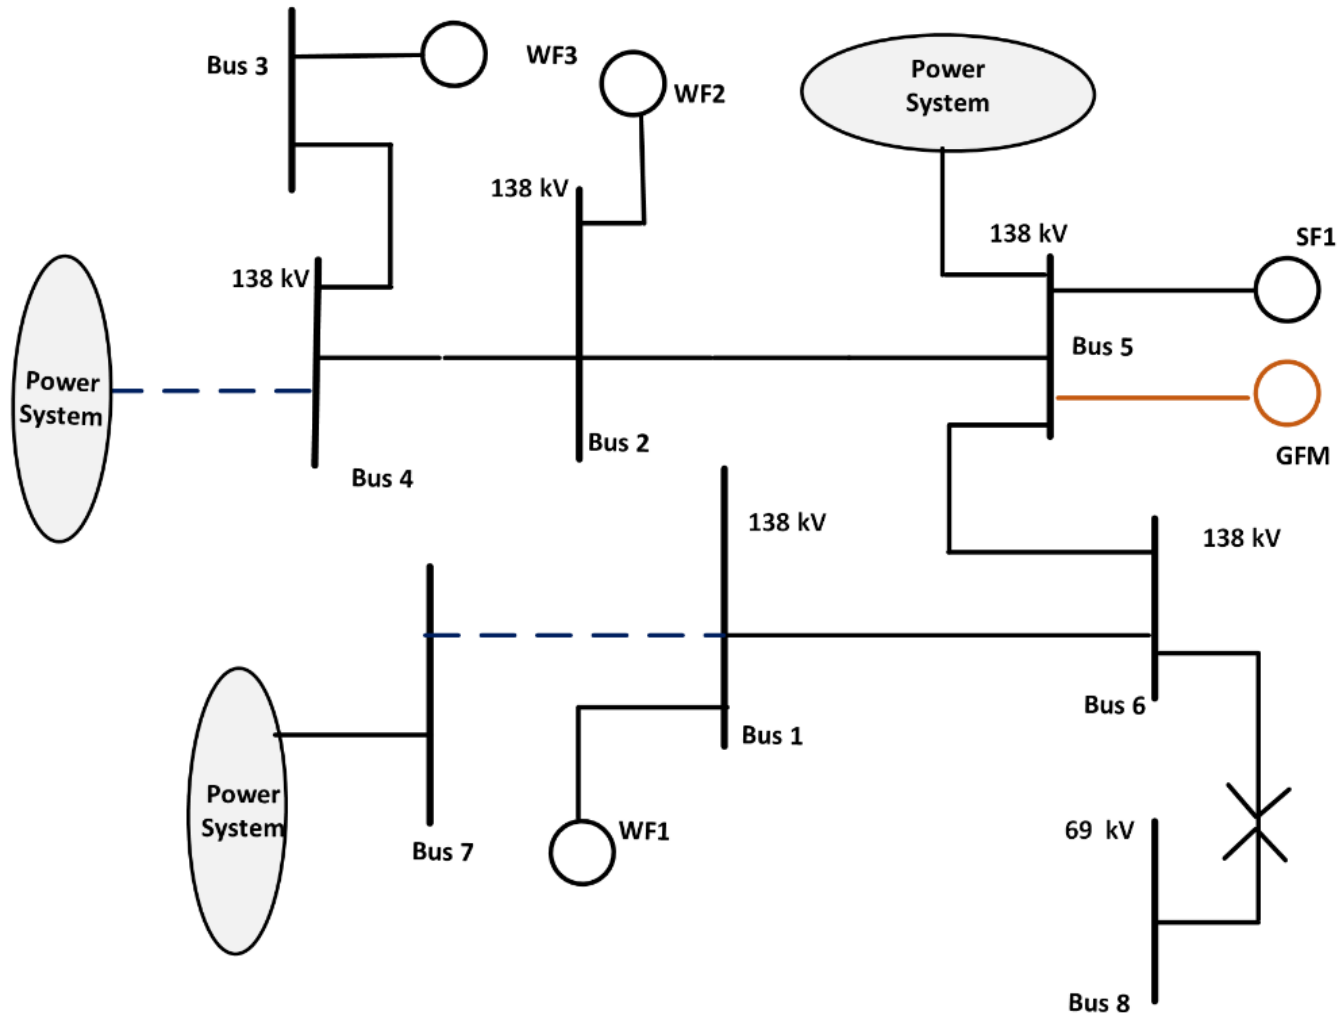 Bus 3
WF3
WF2
Power
System
138 kV
138 kV
SF1
138 kV
Bus 5
Power
System
Bus 2
GFM
Bus 4
138 kV
138 kV
Bus 6
Bus 1
Power
System
WF1
69  kV
Bus 7
Bus 8